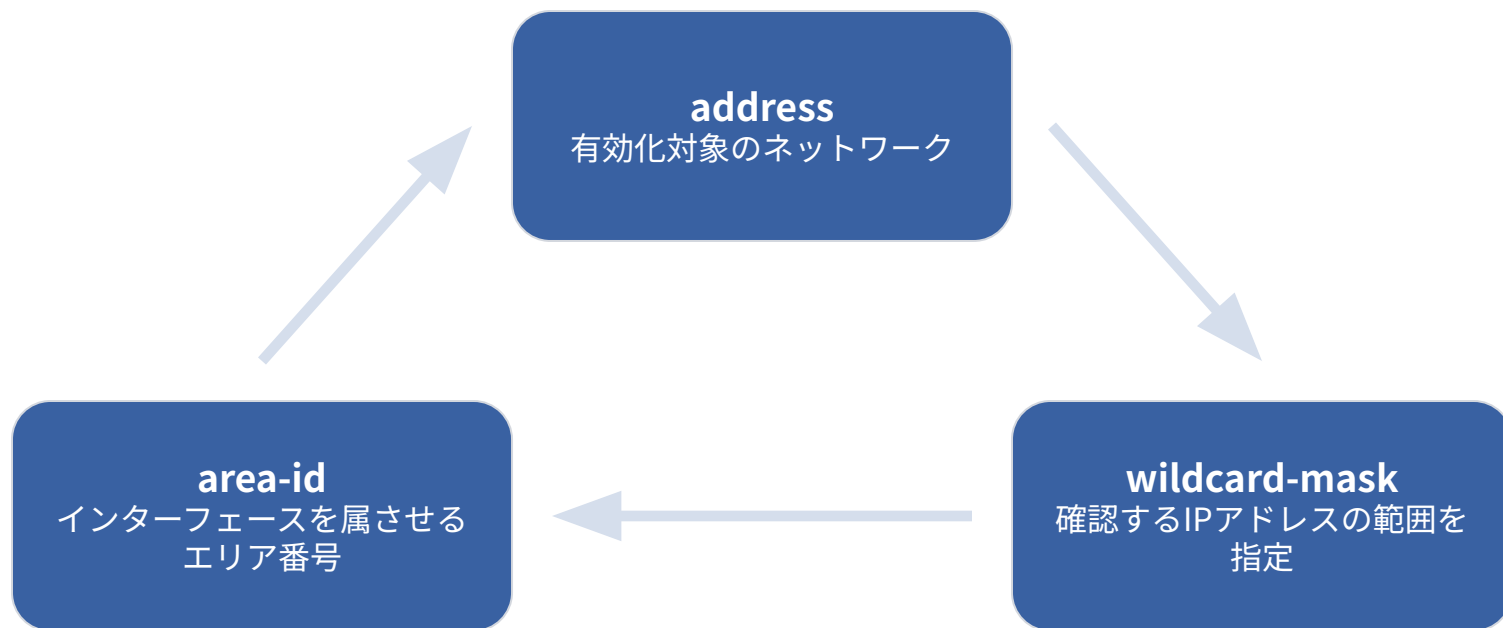 address
有効化対象のネットワーク
area-id
インターフェースを属させる
エリア番号
wildcard-mask
確認するIPアドレスの範囲を
指定